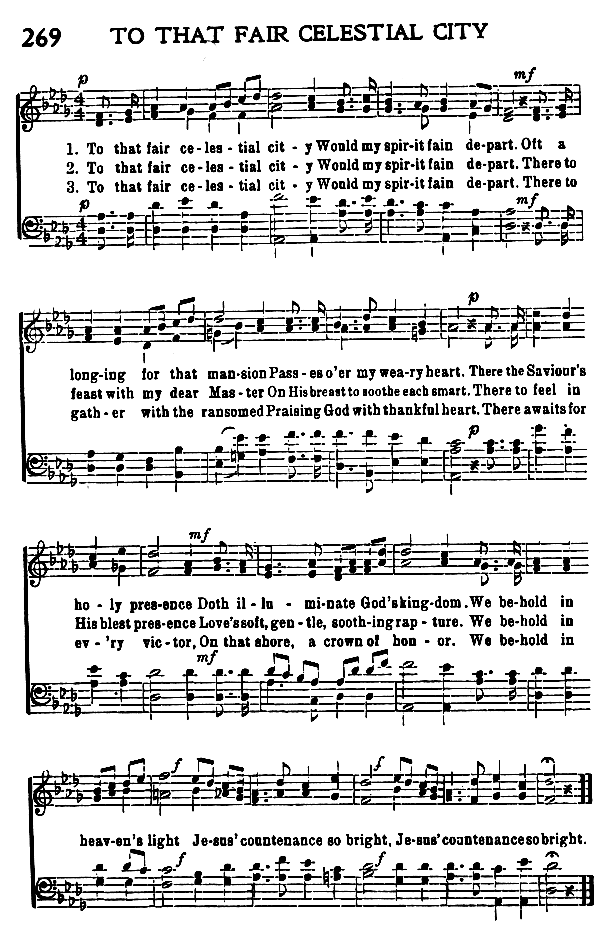 269 TO THAT FAIR CELESTIAL CITY
p mf
1. To that fair ce-les-tial cit-y Would my spir-it fain de-part. Oft a
2. To that fair ce-les-tial cit-y Would my spir-it fain de-part. There to
3. To that fair ce-les-tial cit-y Would my spir-it fain de-part. There to
p mf
p
long-ing for that man-sion Pass-es o'er my wea-ry heart. There the Saviour's
feast with my dear Mas-ter On His breast to soothe each smart. There to feel in
gath-er with the ransomed Praising God with thankful heart. There awaits for
p
mf
ho-ly pres-ence Doth il-lu-mi-nate God's king-dom. We be-hold in
His blest pres-ence Love's soft, gen-tle, sooth-ing rap-ture. We be-hold in
ev-'ry vic-tor, On that shore, a crown of hon-or. We be-hold in
mf
f f
heav-en's light Je-sus' countenance so bright, Je-sus' countenance so bright.
f f